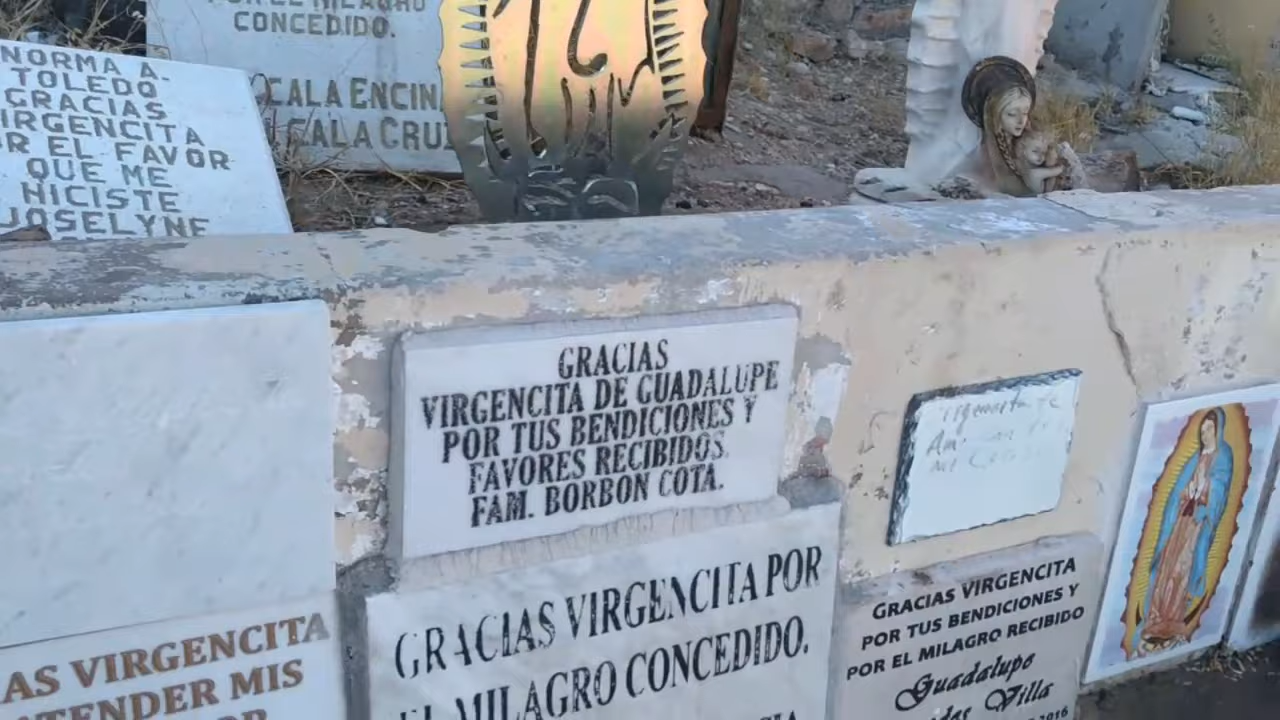 POR EL MILAGRO
CONCEDIDO.
CALA ENCIN
CALA CRUZ
NORMA A.
TOLEDO
GRACIAS
VIRGENCITA
R EL FAVOR
QUE ME
HICISTE
JOSELYNE
GRACIAS
VIRGENCITA DE GUADALUPE
POR TUS BENDICIONES Y
FAVORES RECIBIDOS.
FAM. BORBON COTA.
GRACIAS VIRGENCITA POR
EL MILAGRO CONCEDIDO.
AS VIRGENCITA
TENDER MIS
GRACIAS VIRGENCITA
POR TUS BENDICIONES Y
POR EL MILAGRO RECIBIDO
Guadalupe
Villa
2016